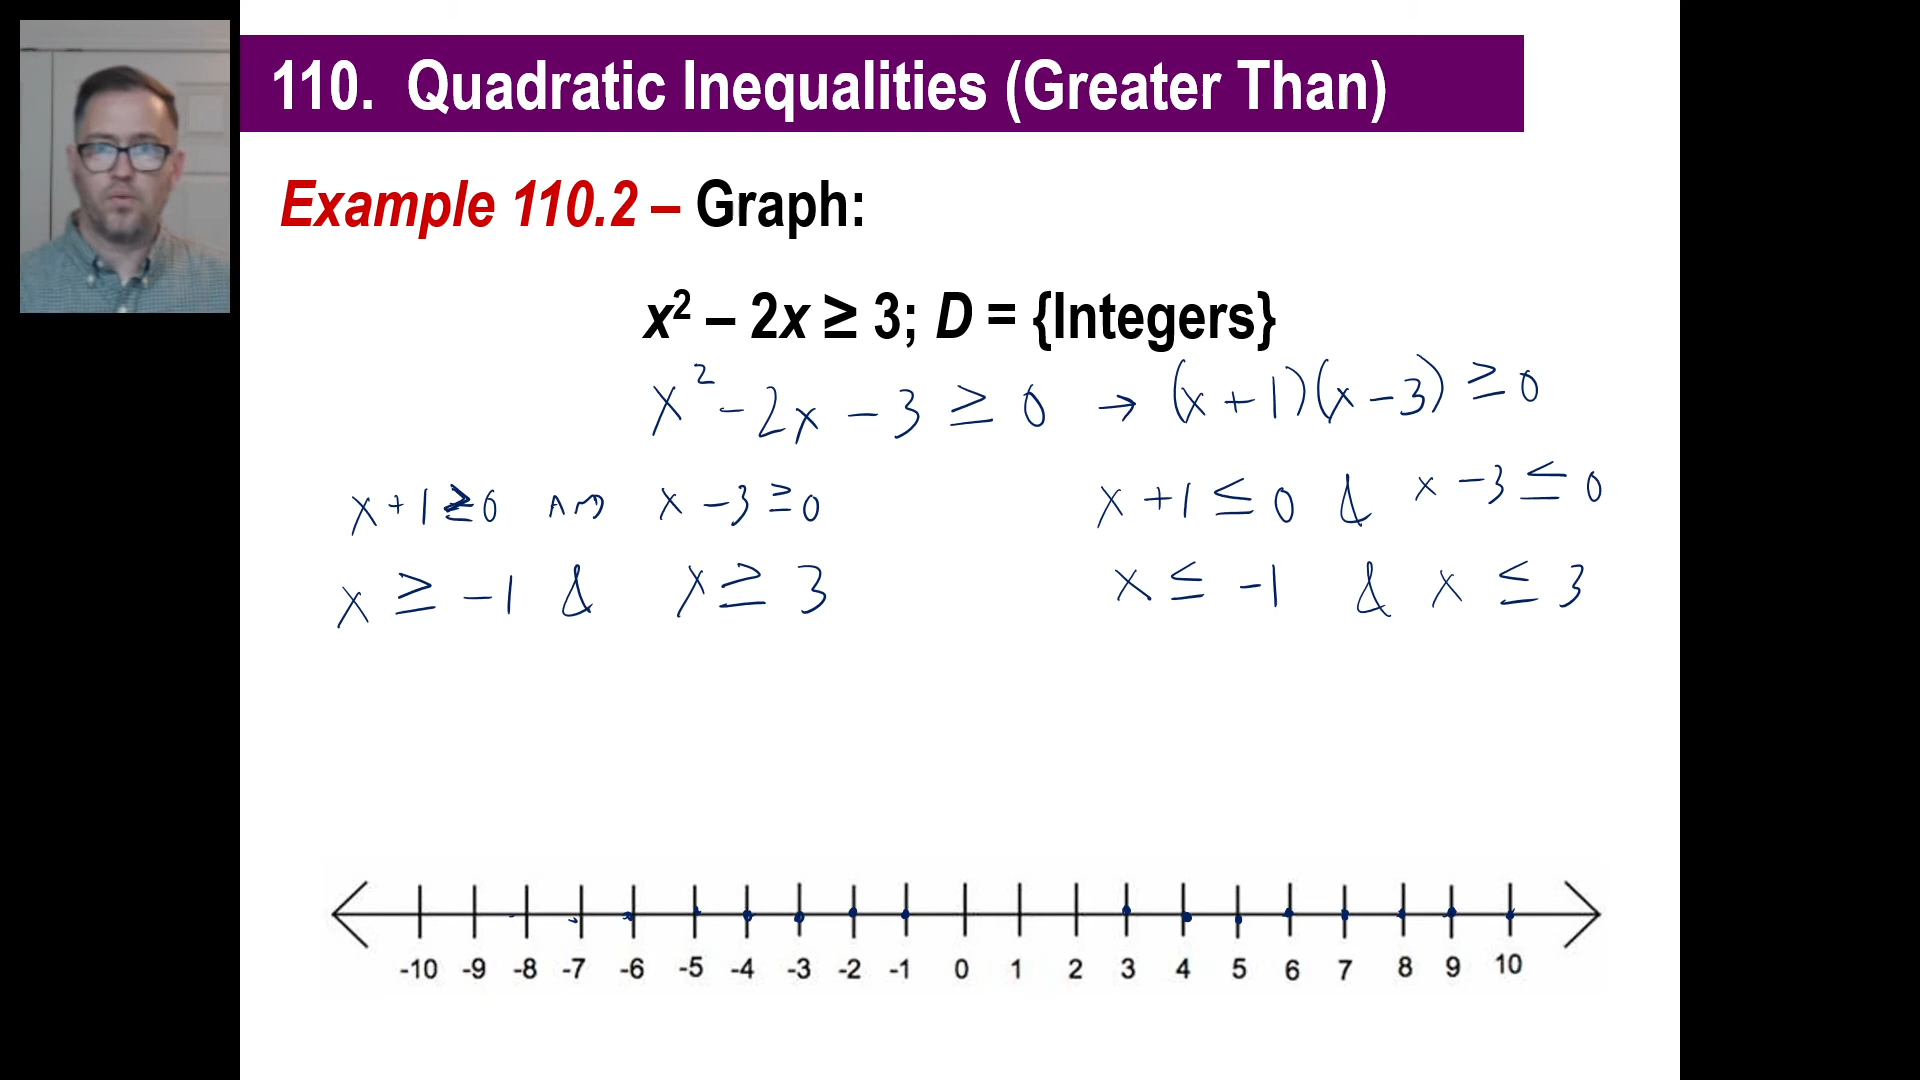 110. Quadratic Inequalities (Greater Than)
Example 110.2 – Graph:
x² – 2x ≥ 3; D = {Integers}
x² - 2x - 3 ≥ 0 → (x + 1)(x - 3) ≥ 0
x + 1 ≥ 0 AND x - 3 ≥ 0 x + 1 ≤ 0 & x - 3 ≤ 0
x ≥ -1 & x ≥ 3 x ≤ -1 & x ≤ 3
-10 -9 -8 -7 -6 -5 -4 -3 -2 -1 0 1 2 3 4 5 6 7 8 9 10